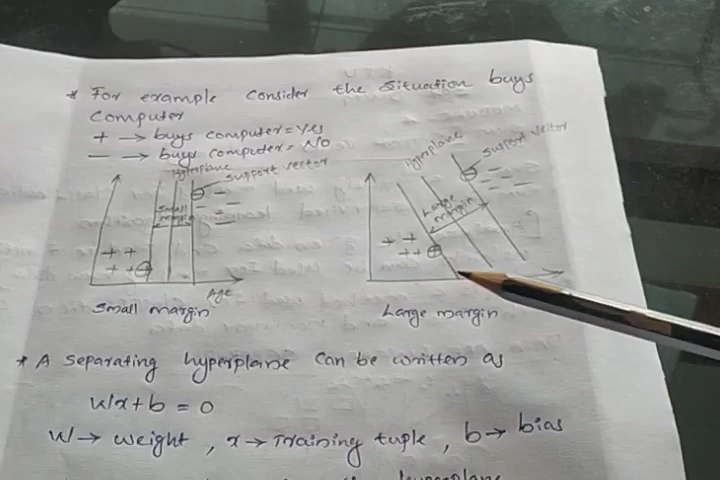 * For example consider the situation buys
Computer
+ → buys computer = Yes
— → buys computer = No
Hyperplane
support vector
Small
margin
Age
Small margin
Hyperplane
support vector
Large
margin
Large margin
* A separating hyperplane can be written as
Wx+b = 0
W → weight, x → Training tuple, b → bias
hyperplane